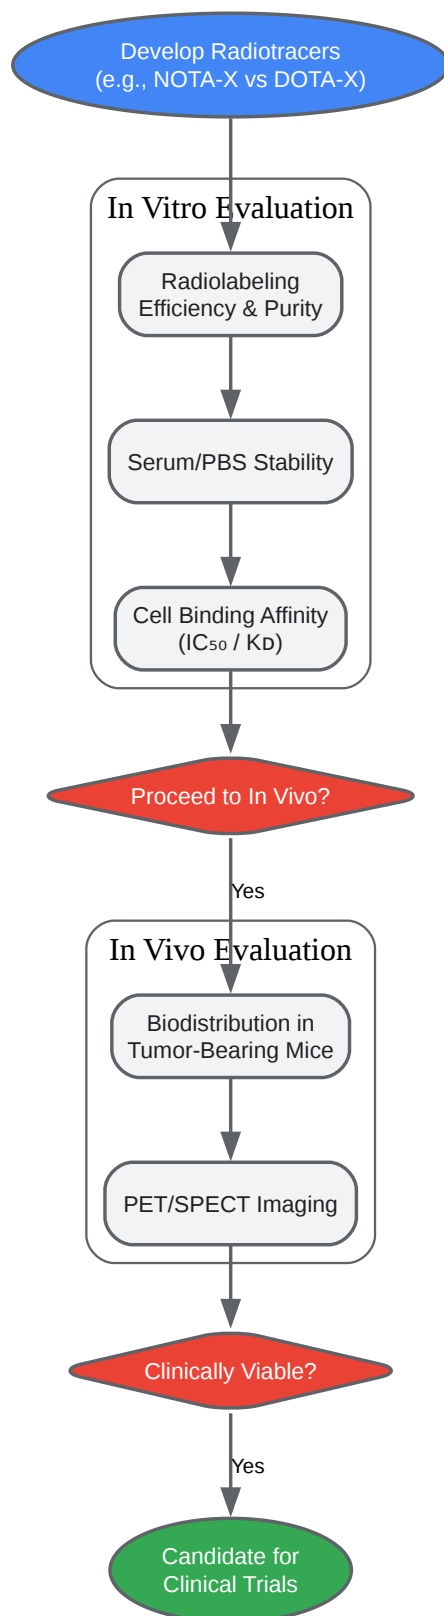 Develop Radiotracers
(e.g., NOTA-X vs DOTA-X)
In Vitro Evaluation
Radiolabeling
Efficiency & Purity
Serum/PBS Stability
Cell Binding Affinity
(IC₅₀ / Kᴅ)
Proceed to In Vivo?
Yes
In Vivo Evaluation
Biodistribution in
Tumor-Bearing Mice
PET/SPECT Imaging
Clinically Viable?
Yes
Candidate for
Clinical Trials